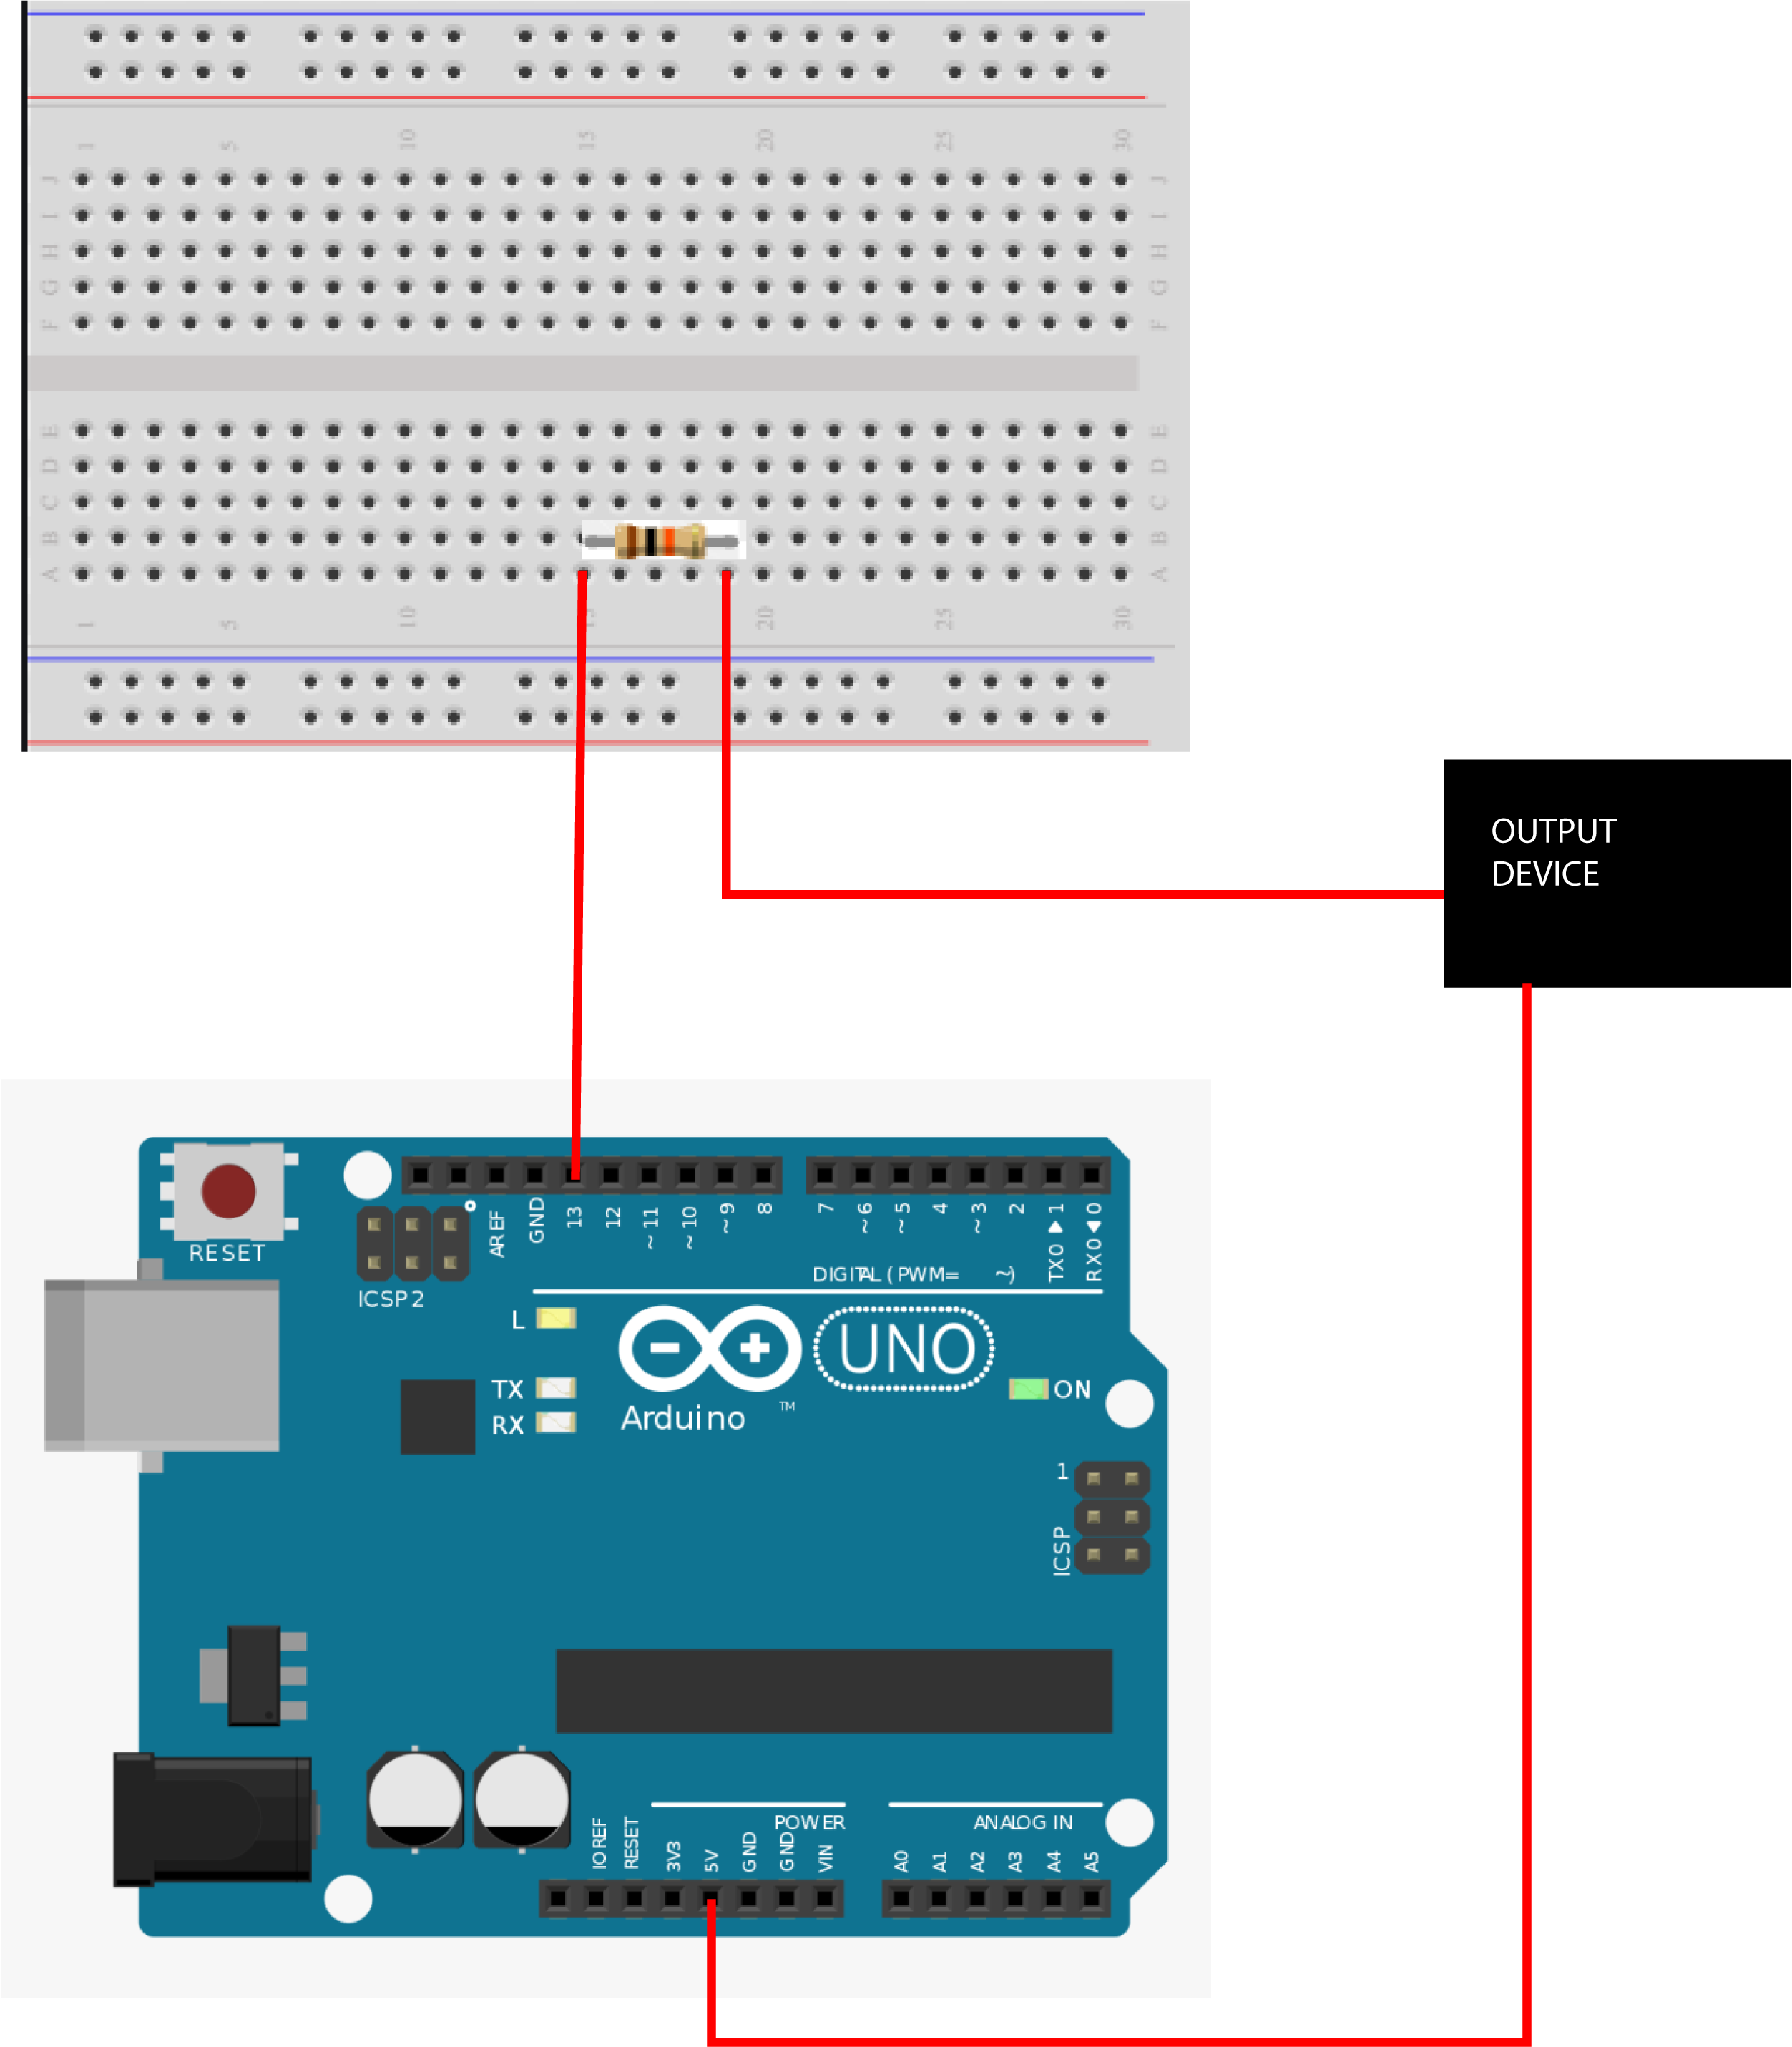 1 5 10 15 20 25 30
J J
I I
H H
G G
F F
E E
D D
C C
B B
A A
1 5 10 15 20 25 30
OUTPUT
DEVICE
RESET
ICSP2
AREF
GND
13
12
~11
~10
~9
8
7
~6
~5
4
~3
2
TX0 ▶ 1
RX0 ◀ 0
DIGITAL (PWM= ~)
L
TX
RX
UNO
Arduino ™
ON
1
ICSP
POWER
ANALOG IN
IOREF
RESET
3V3
5V
GND
GND
VIN
A0
A1
A2
A3
A4
A5